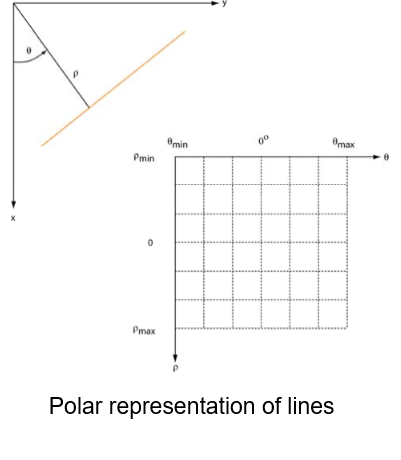 y
θ
ρ
x
θmin 0° θmax
ρmin θ
0
ρmax
ρ
Polar representation of lines